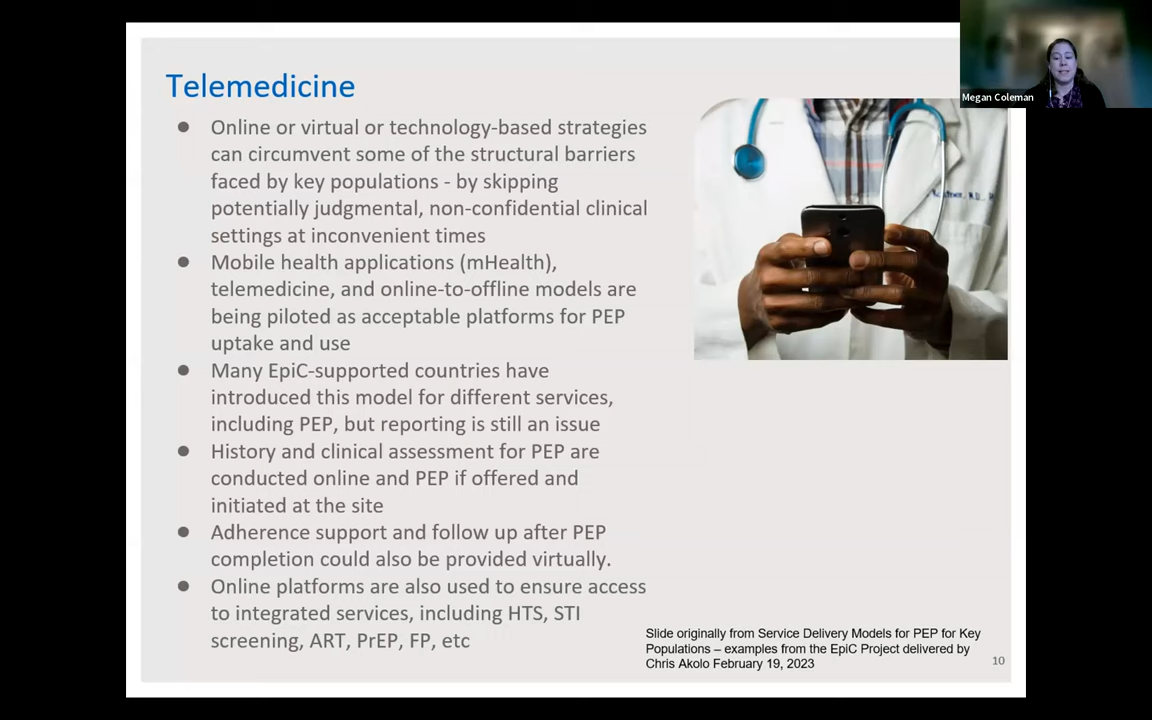 Telemedicine
Megan Coleman
● Online or virtual or technology-based strategies
can circumvent some of the structural barriers
faced by key populations - by skipping
potentially judgmental, non-confidential clinical
settings at inconvenient times
● Mobile health applications (mHealth),
telemedicine, and online-to-offline models are
being piloted as acceptable platforms for PEP
uptake and use
● Many EpiC-supported countries have
introduced this model for different services,
including PEP, but reporting is still an issue
● History and clinical assessment for PEP are
conducted online and PEP if offered and
initiated at the site
● Adherence support and follow up after PEP
completion could also be provided virtually.
● Online platforms are also used to ensure access
to integrated services, including HTS, STI
screening, ART, PrEP, FP, etc
Slide originally from Service Delivery Models for PEP for Key
Populations – examples from the EpiC Project delivered by
Chris Akolo February 19, 2023
10